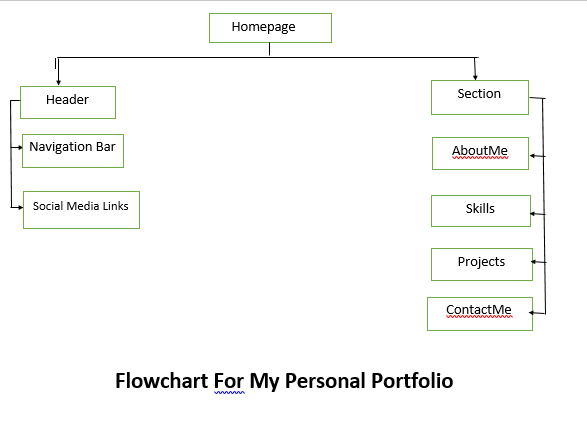 Homepage
Header
Section
Navigation Bar
AboutMe
Social Media Links
Skills
Projects
ContactMe
Flowchart For My Personal Portfolio